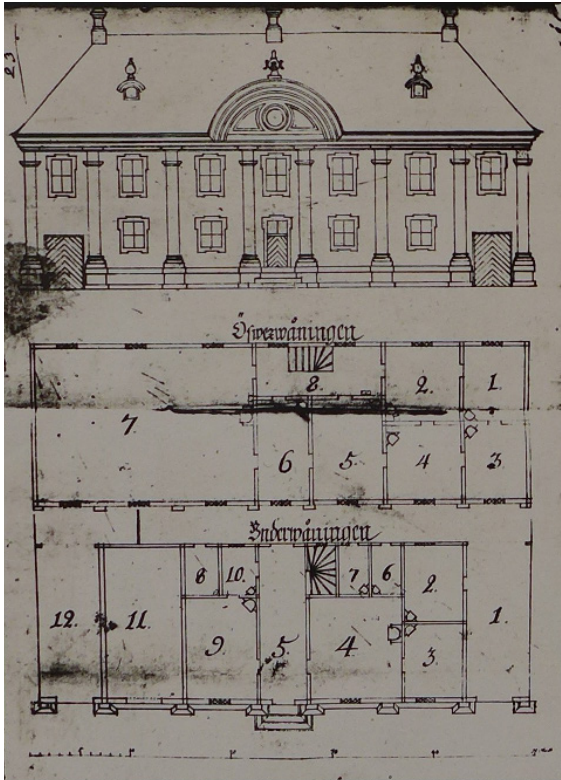 23
Öfwerwåningen
8. 2. 1.
7. 6 5. 4 3
Underwåningen
8 10. 7. 6. 2.
12. 11. 9. 5. 4 3. 1.